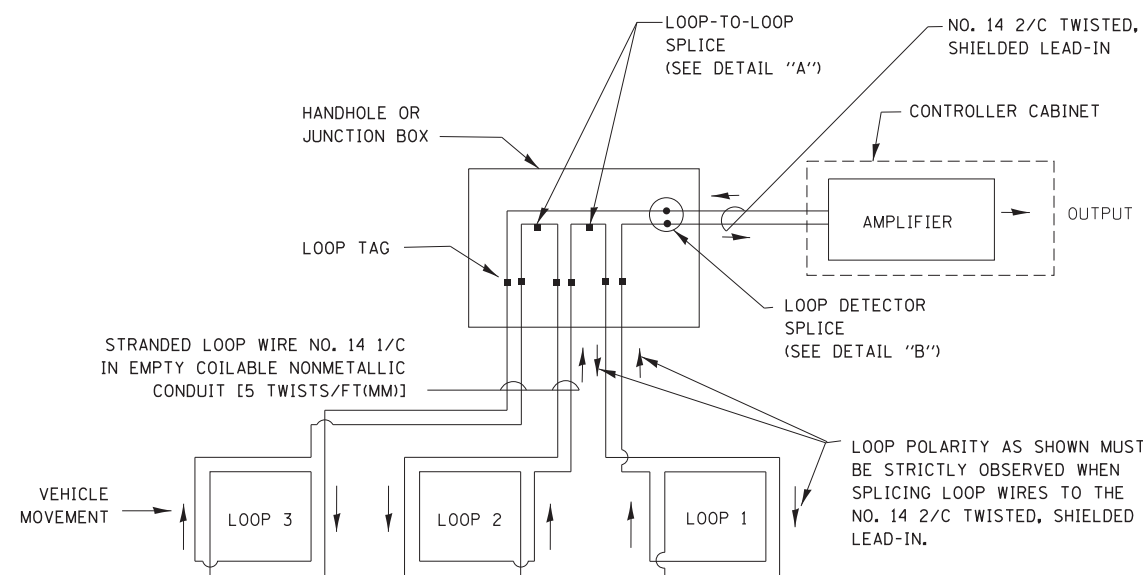 LOOP-TO-LOOP
SPLICE
(SEE DETAIL "A")
NO. 14 2/C TWISTED,
SHIELDED LEAD-IN
HANDHOLE OR
JUNCTION BOX
CONTROLLER CABINET
AMPLIFIER
OUTPUT
LOOP TAG
LOOP DETECTOR
SPLICE
(SEE DETAIL "B")
STRANDED LOOP WIRE NO. 14 1/C
IN EMPTY COILABLE NONMETALLIC
CONDUIT [5 TWISTS/FT(MM)]
LOOP POLARITY AS SHOWN MUST
BE STRICTLY OBSERVED WHEN
SPLICING LOOP WIRES TO THE
NO. 14 2/C TWISTED, SHIELDED
LEAD-IN.
VEHICLE
MOVEMENT
LOOP 3
LOOP 2
LOOP 1